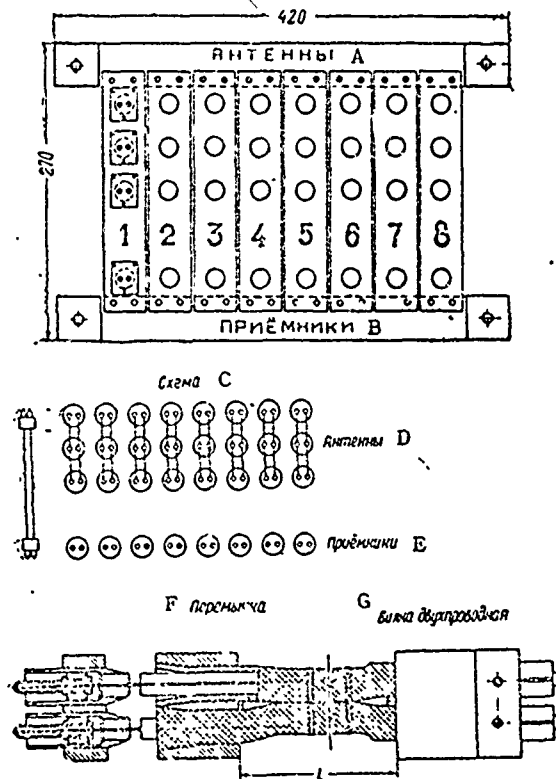 420
АНТЕННЫ A
270
1 2 3 4 5 6 7 8
ПРИЁМНИКИ B
Схема C
Антенны D
Приёмники E
F Перемычка
G Вилка двухпроводная
L